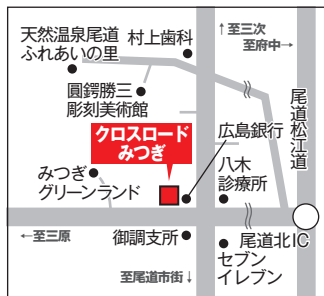 ↑至三次
至府中→
天然温泉尾道
ふれあいの里
村上歯科
圓鍔勝三
彫刻美術館
尾道松江道
クロスロード
みつぎ
広島銀行
みつぎ
グリーンランド
八木
診療所
←至三原
御調支所
尾道北IC
セブン
イレブン
至尾道市街↓